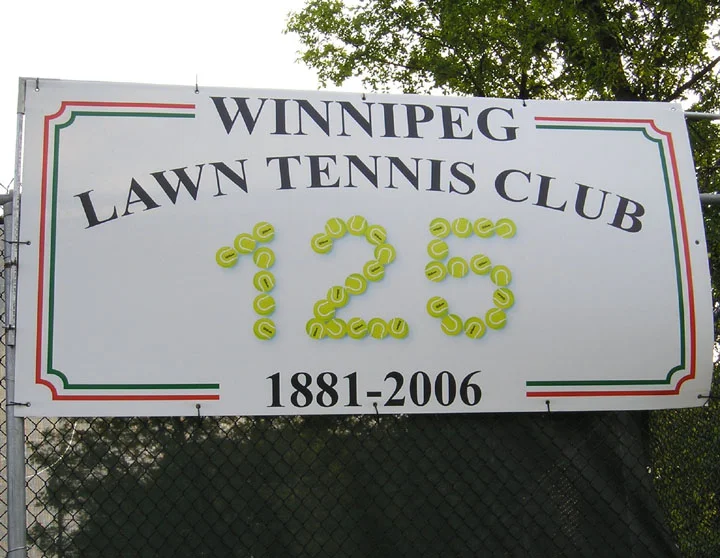 WINNIPEG
LAWN TENNIS CLUB
125
1881-2006